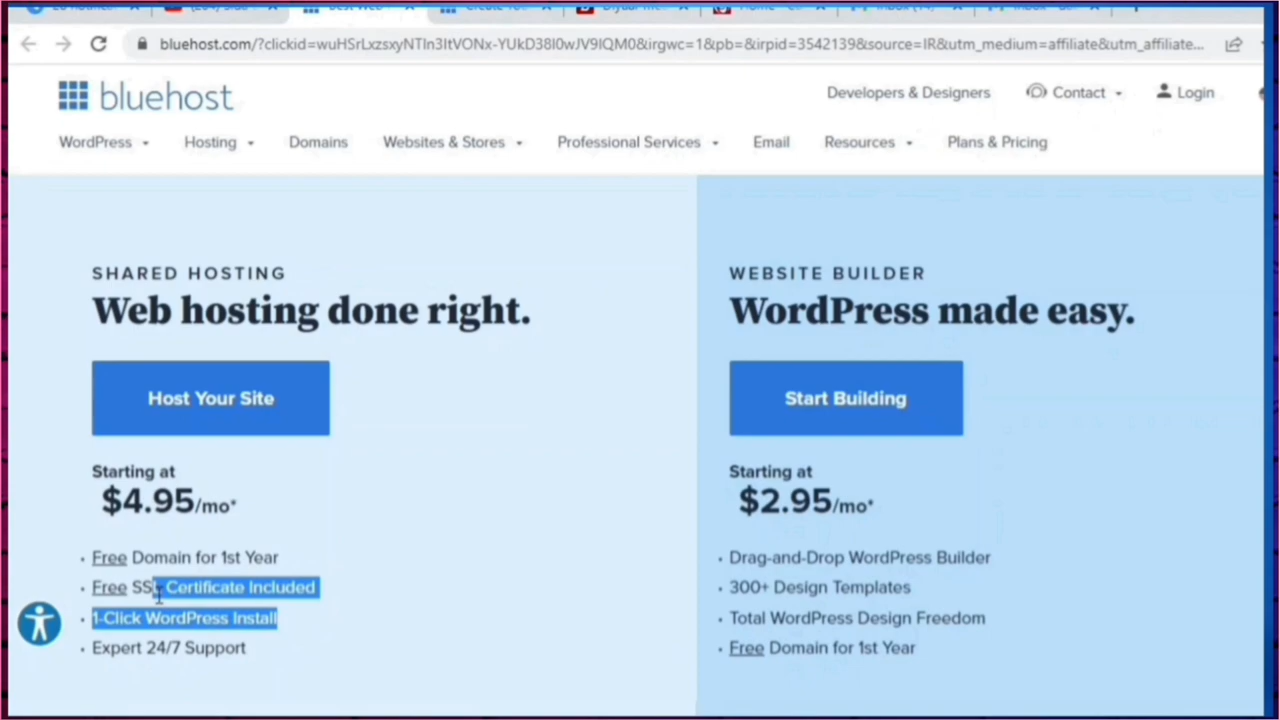 bluehost.com/?clickid=wuHSrLxzsxyNTIn3ItVONx-YUkD38I0wJV9IQM0&irgwc=1&pb=&irpid=3542139&source=IR&utm_medium=affiliate&utm_affiliate...
bluehost
Developers & Designers Contact Login
WordPress Hosting Domains Websites & Stores Professional Services Email Resources Plans & Pricing
SHARED HOSTING
Web hosting done right.
Host Your Site
Starting at
$4.95/mo*
· Free Domain for 1st Year
· Free SSL Certificate Included
· 1-Click WordPress Install
· Expert 24/7 Support
WEBSITE BUILDER
WordPress made easy.
Start Building
Starting at
$2.95/mo*
· Drag-and-Drop WordPress Builder
· 300+ Design Templates
· Total WordPress Design Freedom
· Free Domain for 1st Year